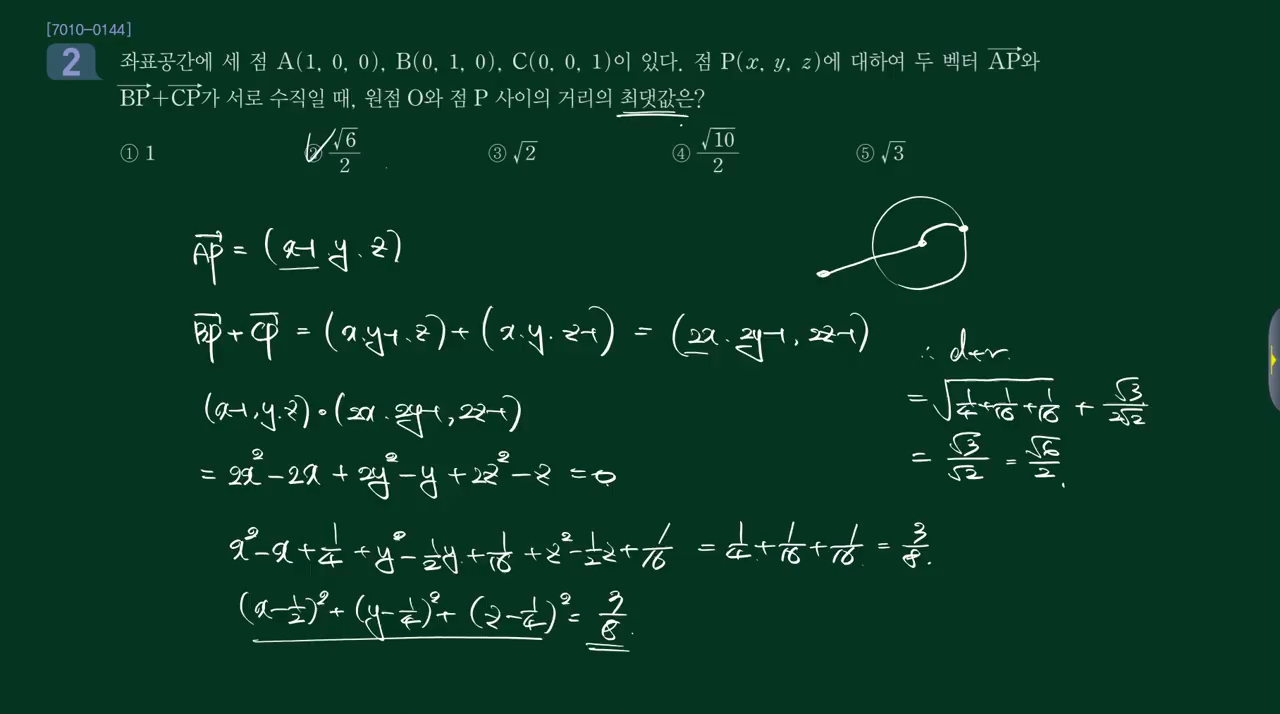 [7010-0144]
2 좌표공간에 세 점 A(1, 0, 0), B(0, 1, 0), C(0, 0, 1)이 있다. 점 P(x, y, z)에 대하여 두 벡터 AP와
BP+CP가 서로 수직일 때, 원점 O와 점 P 사이의 거리의 최댓값은?
① 1 ② √6/2 ③ √2 ④ √10/2 ⑤ √3
AP = (x-1, y, z)
BP + CP = (x, y-1, z) + (x, y, z-1) = (2x, 2y-1, 2z-1)
∴ d+r
= √(1/4+1/16+1/16) + √3/2√2
(x-1, y, z)•(2x, 2y-1, 2z-1)
= √3/√2 = √6/2.
= 2x²-2x+2y²-y+2z²-z=0
x²-x+1/4+y²-1/2y+1/16+z²-1/2z+1/16 = 1/4+1/16+1/16 = 3/8.
(x-1/2)²+(y-1/4)²+(z-1/4)²=3/8.